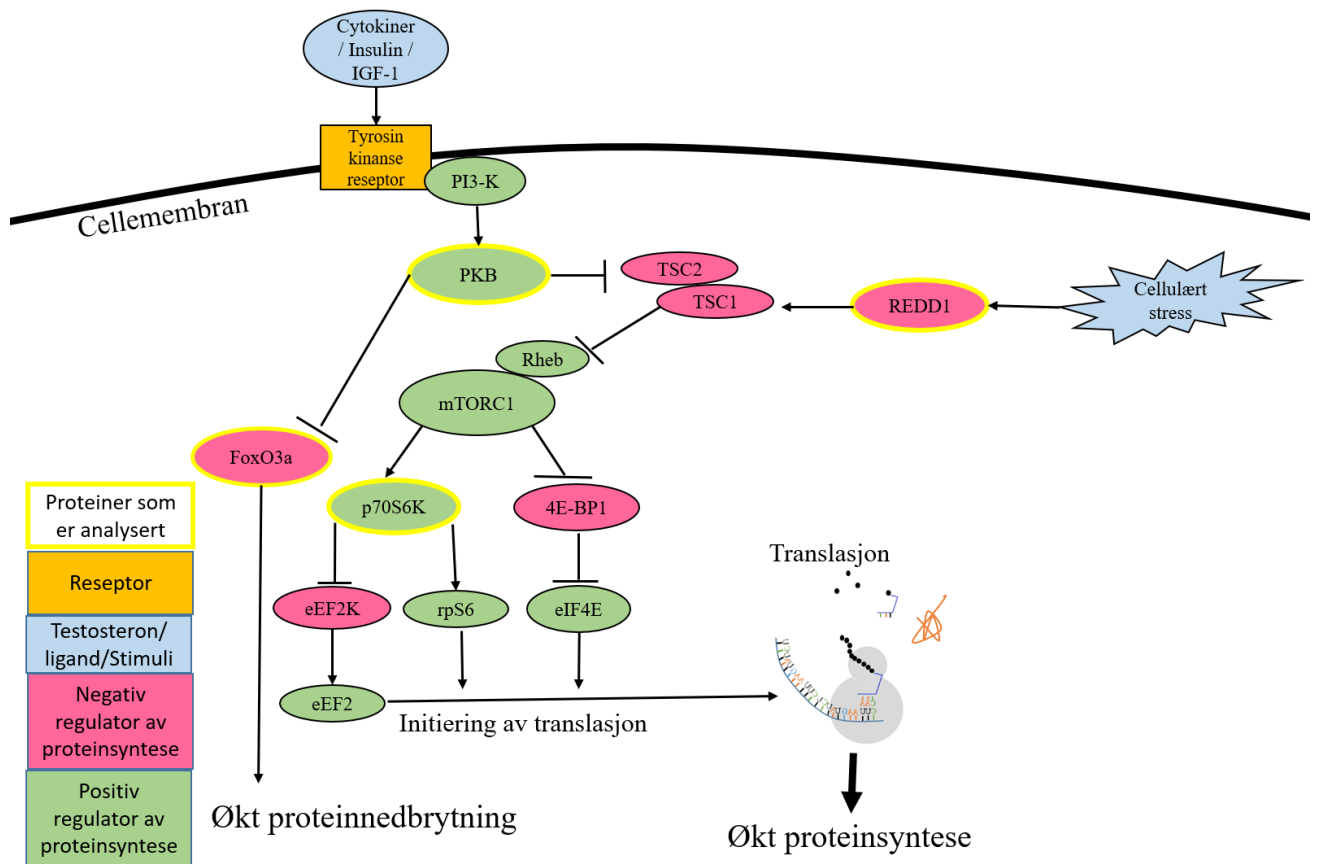 Cytokiner
/ Insulin /
IGF-1
Tyrosin
kinanse
reseptor
PI3-K
Cellemembran
PKB
TSC2
TSC1
REDD1
Cellulært
stress
Rheb
mTORC1
FoxO3a
p70S6K
4E-BP1
Proteiner som
er analysert
Reseptor
Testosteron/
ligand/Stimuli
Negativ
regulator av
proteinsyntese
Positiv
regulator av
proteinsyntese
eEF2K
rpS6
eIF4E
eEF2
Initiering av translasjon
Translasjon
Økt proteinnedbrytning
Økt proteinsyntese